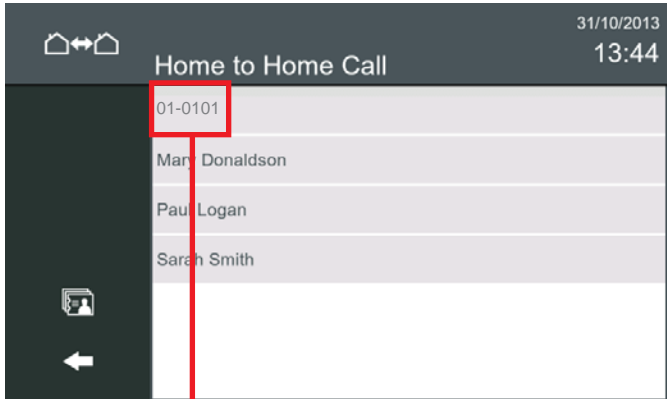 31/10/2013
13:44
Home to Home Call
01-0101
Mary Donaldson
Paul Logan
Sarah Smith